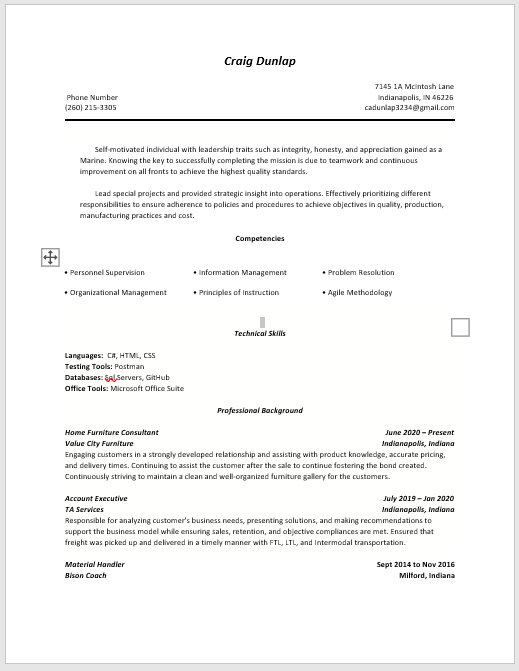 Craig Dunlap
7145 1A McIntosh Lane
Phone Number
Indianapolis, IN 46226
(260) 215-3305
cadunlap3234@gmail.com
Self-motivated individual with leadership traits such as integrity, honesty, and appreciation gained as a
Marine. Knowing the key to successfully completing the mission is due to teamwork and continuous
improvement on all fronts to achieve the highest quality standards.
Lead special projects and provided strategic insight into operations. Effectively prioritizing different
responsibilities to ensure adherence to policies and procedures to achieve objectives in quality, production,
manufacturing practices and cost.
Competencies
• Personnel Supervision • Information Management • Problem Resolution
• Organizational Management • Principles of Instruction • Agile Methodology
Technical Skills
Languages: C#, HTML, CSS
Testing Tools: Postman
Databases: Sql Servers, GitHub
Office Tools: Microsoft Office Suite
Professional Background
Home Furniture Consultant June 2020 – Present
Value City Furniture Indianapolis, Indiana
Engaging customers in a strongly developed relationship and assisting with product knowledge, accurate pricing,
and delivery times. Continuing to assist the customer after the sale to continue fostering the bond created.
Continuously striving to maintain a clean and well-organized furniture gallery for the customers.
Account Executive July 2019 – Jan 2020
TA Services Indianapolis, Indiana
Responsible for analyzing customer's business needs, presenting solutions, and making recommendations to
support the business model while ensuring sales, retention, and objective compliances are met. Ensured that
freight was picked up and delivered in a timely manner with FTL, LTL, and Intermodal transportation.
Material Handler Sept 2014 to Nov 2016
Bison Coach Milford, Indiana